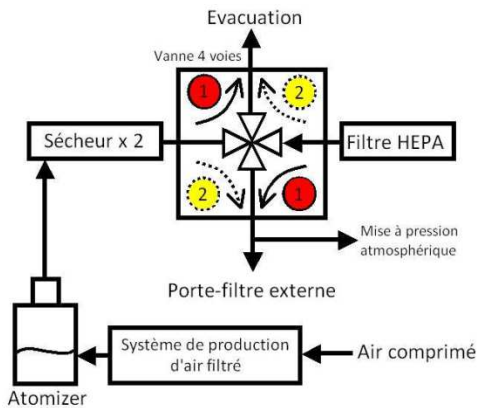 Evacuation
Vanne 4 voies
1
2
Sécheur x 2
Filtre HEPA
2
1
Mise à pression
atmosphérique
Porte-filtre externe
Système de production
d'air filtré
Air comprimé
Atomizer